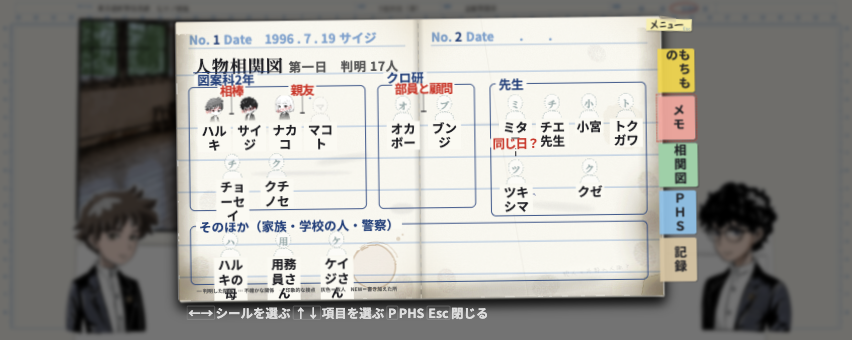 メニュー
No. 1 Date 1996 . 7 . 19 サイジ
No. 2 Date . .
人物相関図 第一日 判明 17人
図案科2年
相棒
親友
ハルキ
サイジ
ナカコ
マコト
チョーセイ
クチノセ
クロ研
部員と顧問
オカボー
ブンジ
先生
ミタ
チエ先生
小宮
トクガワ
同じ日?
ツキシマ
クゼ
そのほか（家族・学校の人・警察）
ハルキの母
用務員さん
ケイジさん
もちもの
メモ
相関図
PHS
記録
←→ シールを選ぶ ↑↓ 項目を選ぶ P PHS Esc 閉じる